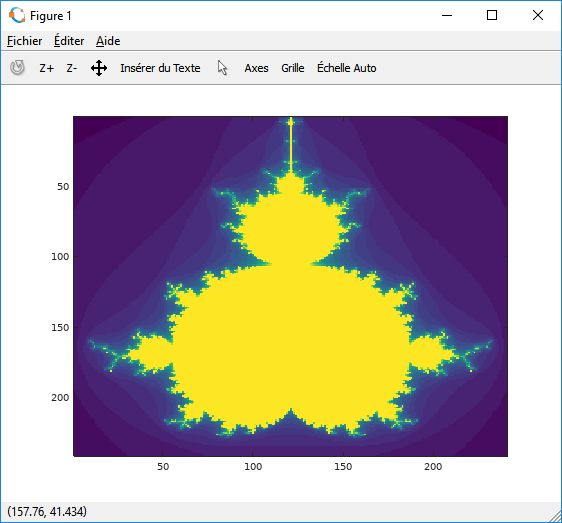 Figure 1
Fichier Éditer Aide
Z+ Z- Insérer du Texte Axes Grille Échelle Auto
50
100
150
200
50 100 150 200
(157.76, 41.434)